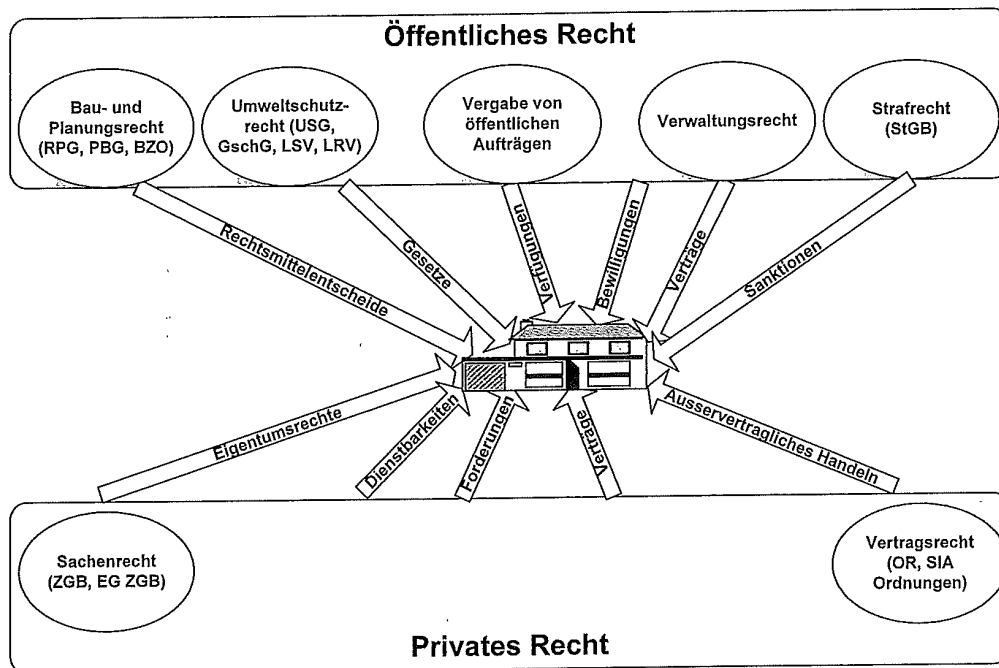 Öffentliches Recht
Bau- und
Planungsrecht
(RPG, PBG, BZO)
Umweltschutz-
recht (USG,
GschG, LSV, LRV)
Vergabe von
öffentlichen
Aufträgen
Verwaltungsrecht
Strafrecht
(StGB)
Rechtsmittelentscheide
Gesetze
Verfügungen
Bewilligungen
Verträge
Sanktionen
Eigentumsrechte
Dienstbarkeiten
Forderungen
Verträge
Ausservertragliches Handeln
Sachenrecht
(ZGB, EG ZGB)
Vertragsrecht
(OR, SIA
Ordnungen)
Privates Recht